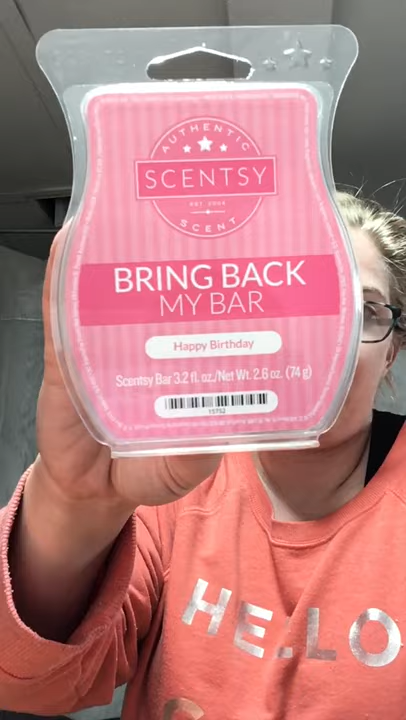 AUTHENTIC
SCENTSY
EST 2004
SCENT
BRING BACK
MY BAR
Happy Birthday
Scentsy Bar 3.2 fl. oz./Net Wt. 2.6 oz. (74 g)
15752
HELLO